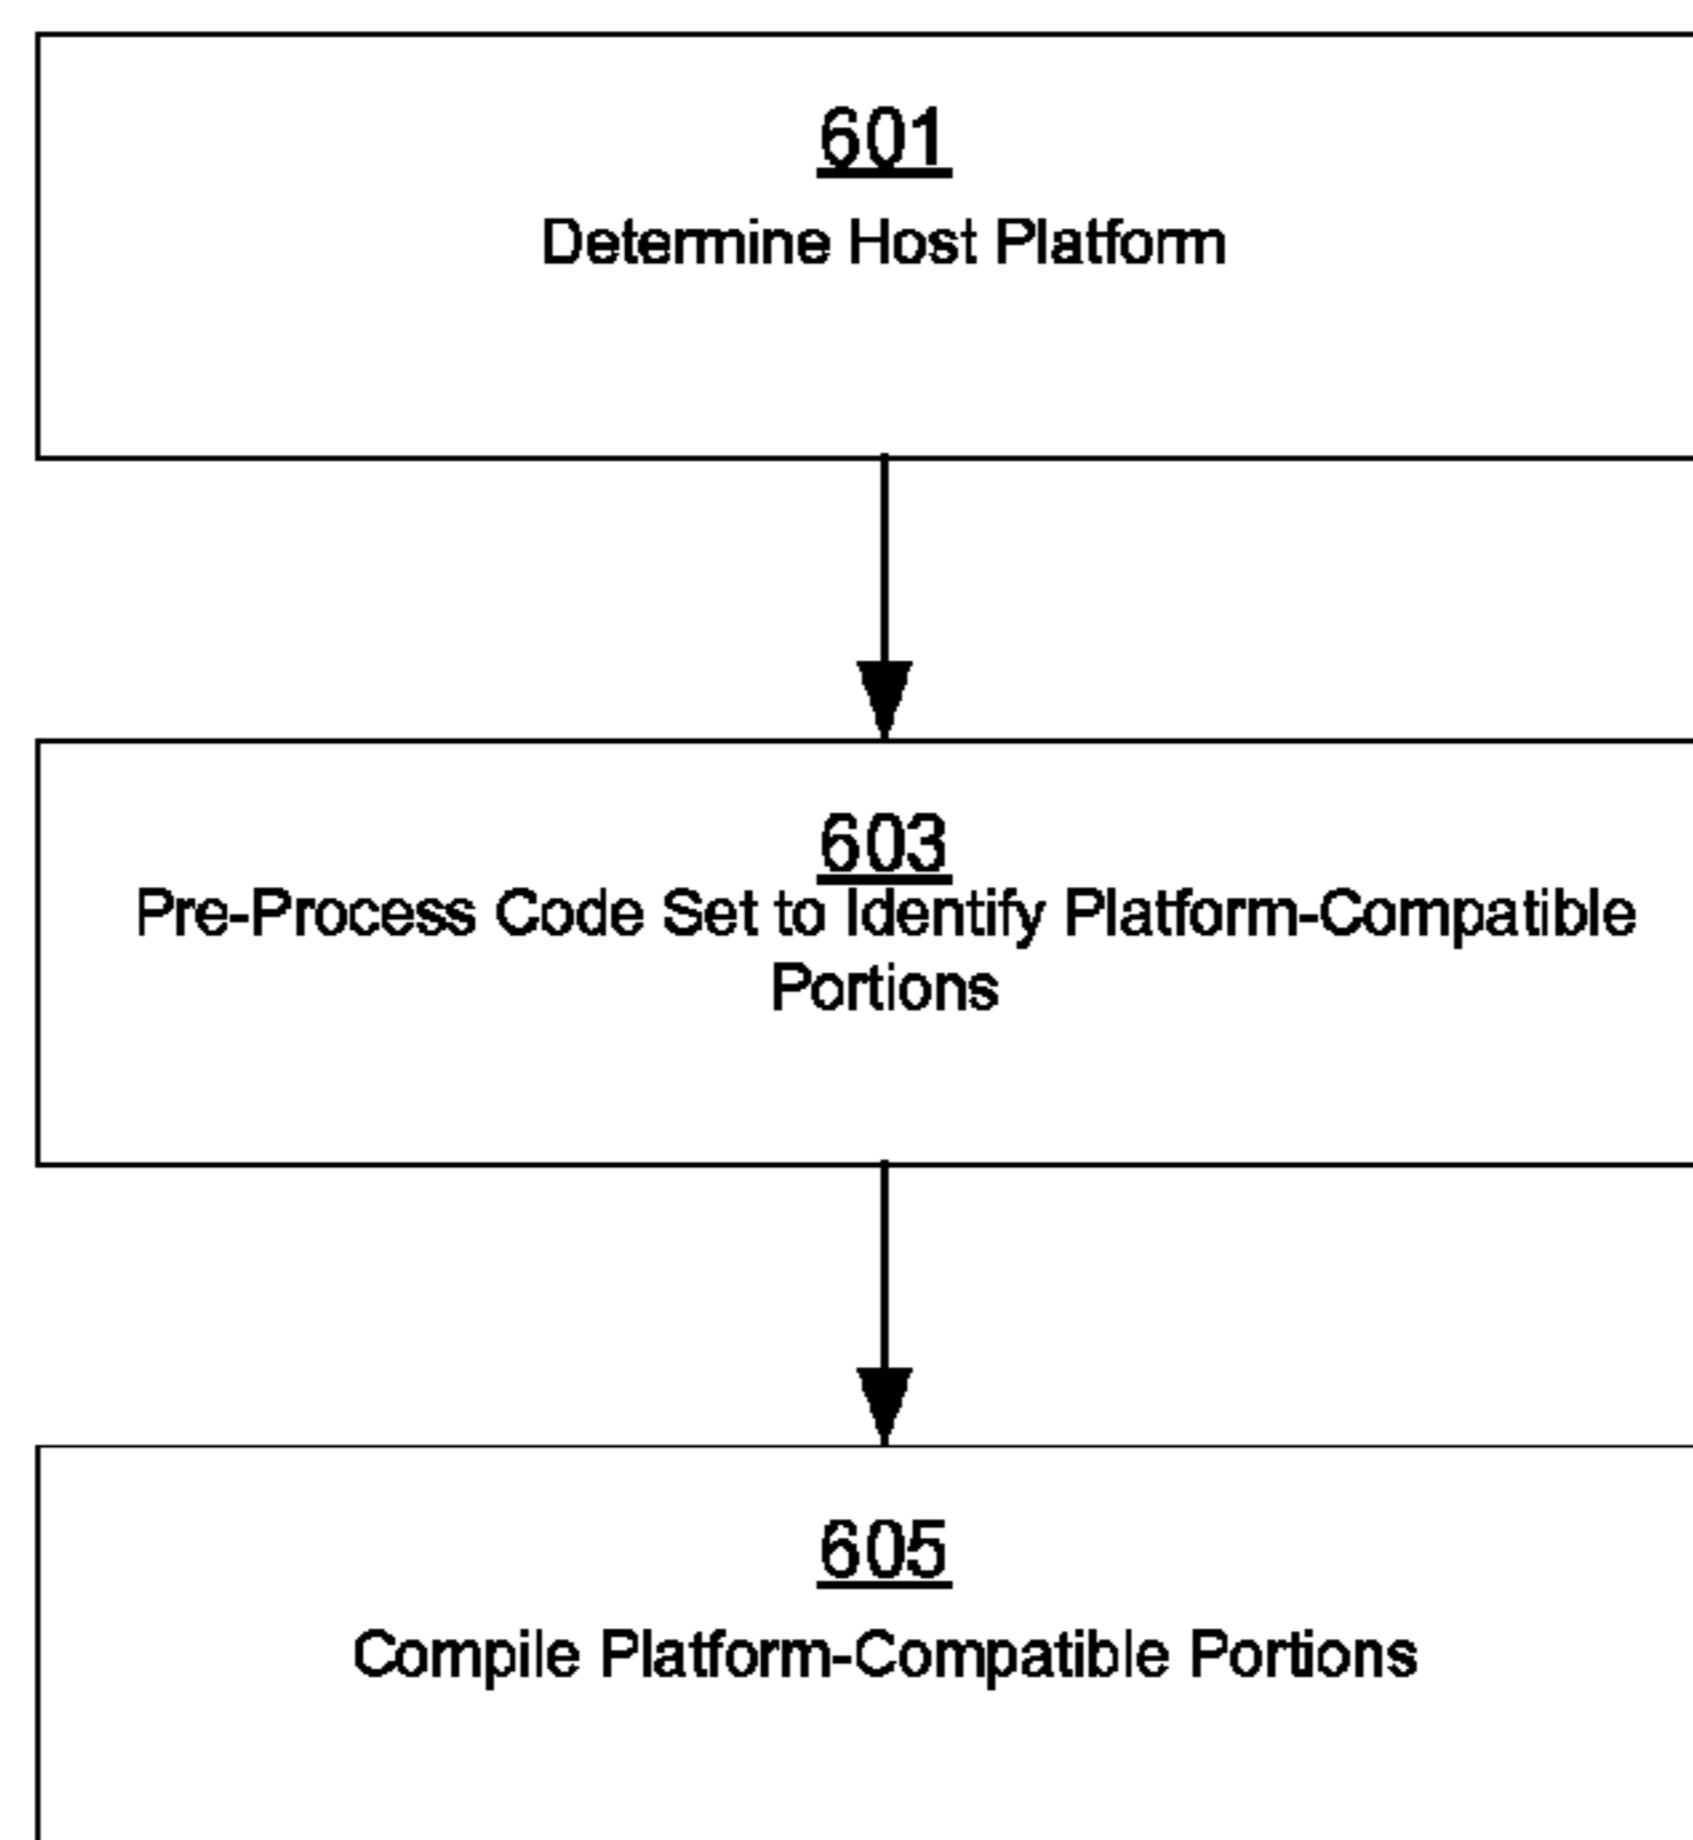 601
Determine Host Platform
603
Pre-Process Code Set to Identify Platform-Compatible
Portions
605
Compile Platform-Compatible Portions